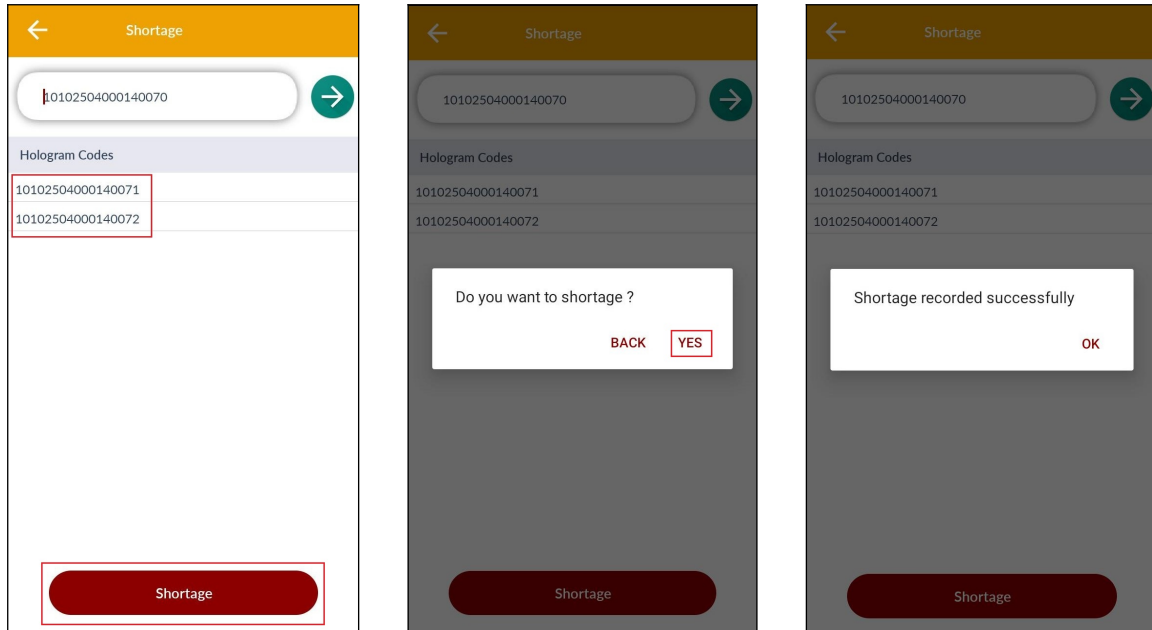 Shortage
10102504000140070
Hologram Codes
10102504000140071
10102504000140072
Shortage
Shortage
10102504000140070
Hologram Codes
10102504000140071
10102504000140072
Do you want to shortage ?
BACK YES
Shortage
Shortage
10102504000140070
Hologram Codes
10102504000140071
10102504000140072
Shortage recorded successfully
OK
Shortage